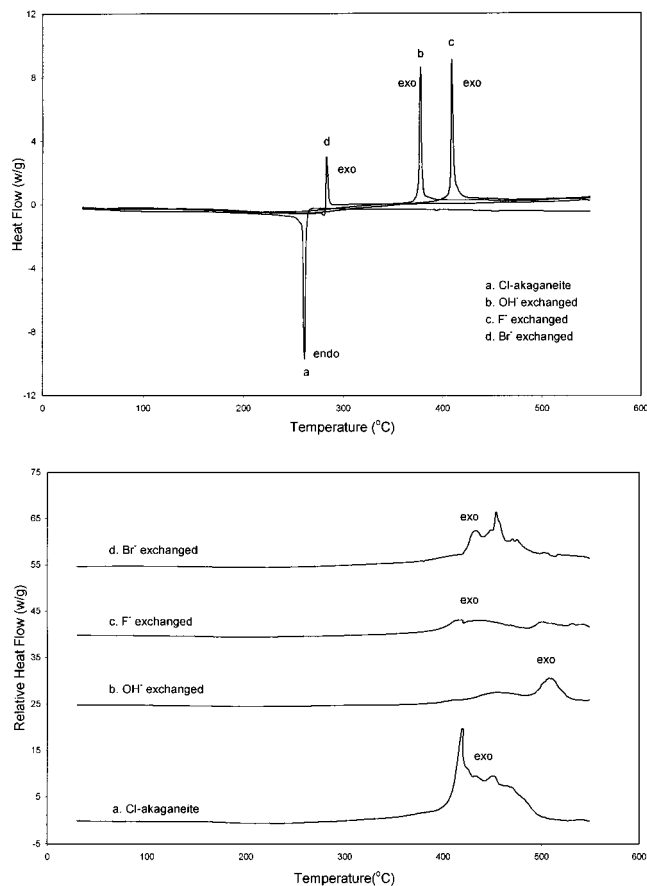 12
8
4
0
-4
-8
-12
Heat Flow (w/g)
c
b
exo
exo
d
exo
endo
a
a. Cl-akaganeite
b. OH⁻ exchanged
c. F⁻ exchanged
d. Br⁻ exchanged
0 100 200 300 400 500 600
Temperature (°C)
75
65
55
45
35
25
15
5
-5
Relative Heat Flow (w/g)
exo
d. Br⁻ exchanged
exo
c. F⁻ exchanged
exo
b. OH⁻ exchanged
exo
a. Cl-akaganeite
0 100 200 300 400 500 600
Temperature(°C)